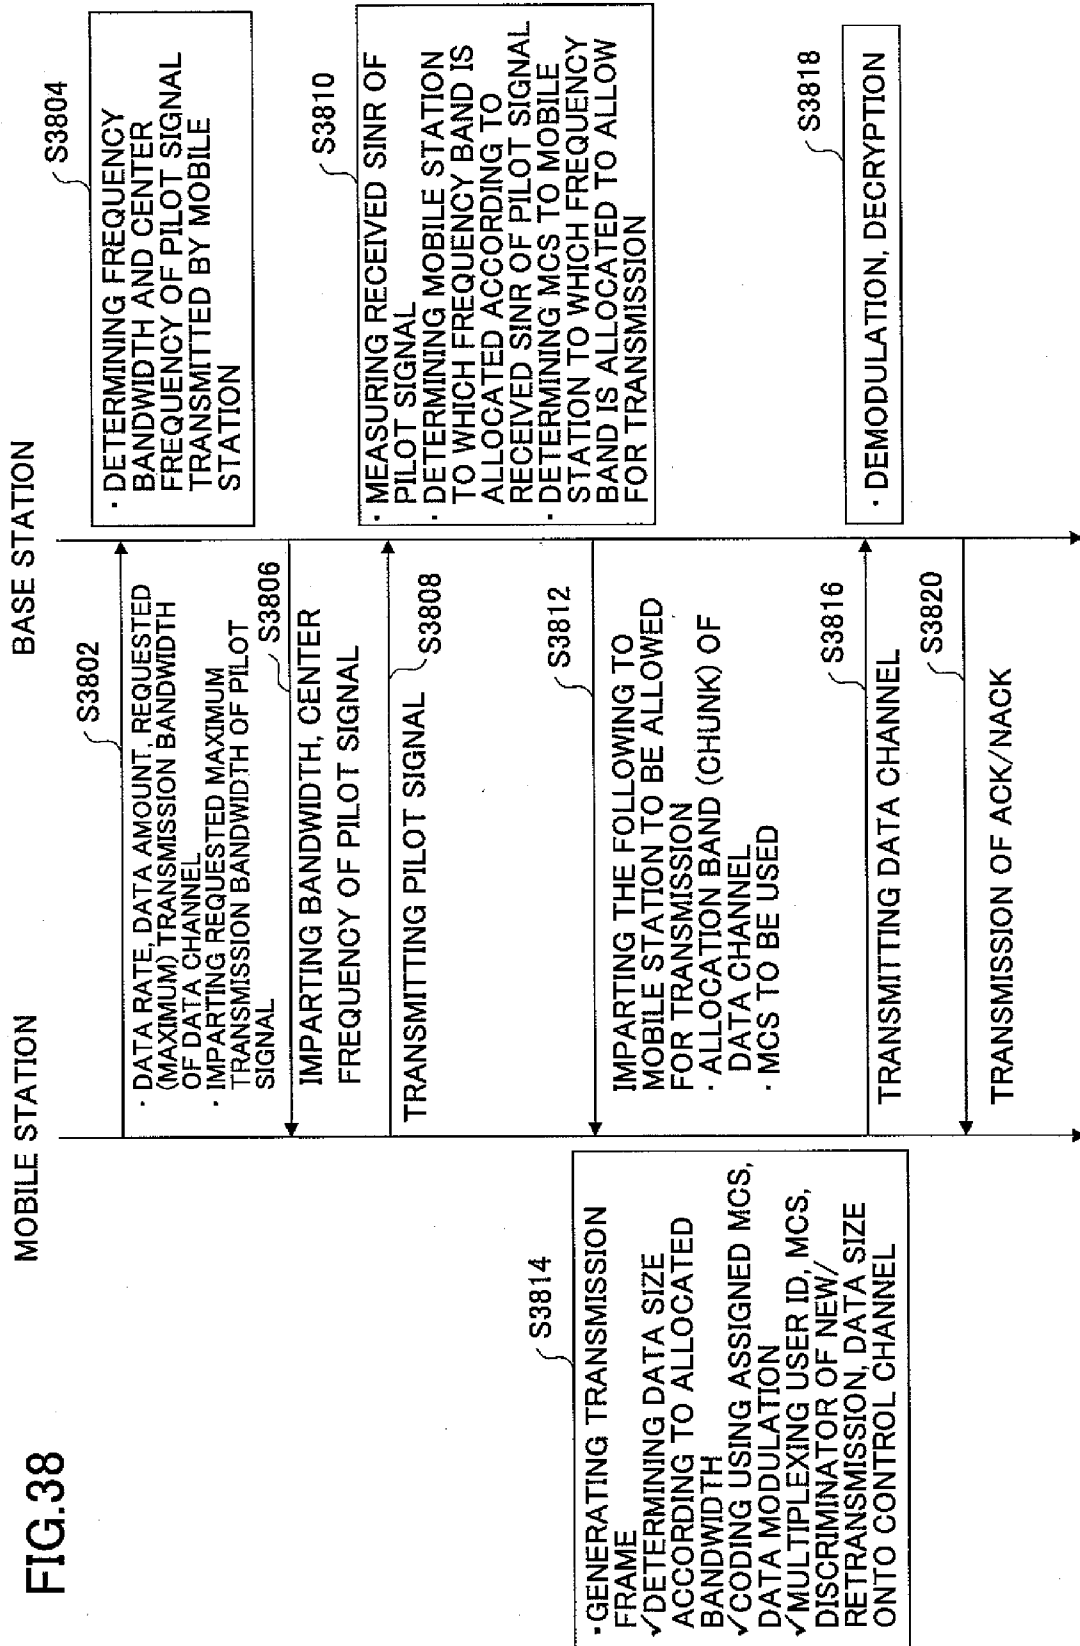 FIG.38
MOBILE STATION
BASE STATION
S3802
· DATA RATE, DATA AMOUNT, REQUESTED
(MAXIMUM) TRANSMISSION BANDWIDTH
OF DATA CHANNEL
· IMPARTING REQUESTED MAXIMUM
TRANSMISSION BANDWIDTH OF PILOT
SIGNAL
S3804
· DETERMINING FREQUENCY
BANDWIDTH AND CENTER
FREQUENCY OF PILOT SIGNAL
TRANSMITTED BY MOBILE
STATION
S3806
IMPARTING BANDWIDTH, CENTER
FREQUENCY OF PILOT SIGNAL
S3808
TRANSMITTING PILOT SIGNAL
S3810
· MEASURING RECEIVED SINR OF
PILOT SIGNAL
· DETERMINING MOBILE STATION
TO WHICH FREQUENCY BAND IS
ALLOCATED ACCORDING TO
RECEIVED SINR OF PILOT SIGNAL
· DETERMINING MCS TO MOBILE
STATION TO WHICH FREQUENCY
BAND IS ALLOCATED TO ALLOW
FOR TRANSMISSION
S3812
IMPARTING THE FOLLOWING TO
MOBILE STATION TO BE ALLOWED
FOR TRANSMISSION
· ALLOCATION BAND (CHUNK) OF
DATA CHANNEL
· MCS TO BE USED
S3814
·GENERATING TRANSMISSION
FRAME
✓DETERMINING DATA SIZE
ACCORDING TO ALLOCATED
BANDWIDTH
✓CODING USING ASSIGNED MCS,
DATA MODULATION
✓MULTIPLEXING USER ID, MCS,
DISCRIMINATOR OF NEW/
RETRANSMISSION, DATA SIZE
ONTO CONTROL CHANNEL
S3816
TRANSMITTING DATA CHANNEL
S3818
· DEMODULATION, DECRYPTION
S3820
TRANSMISSION OF ACK/NACK